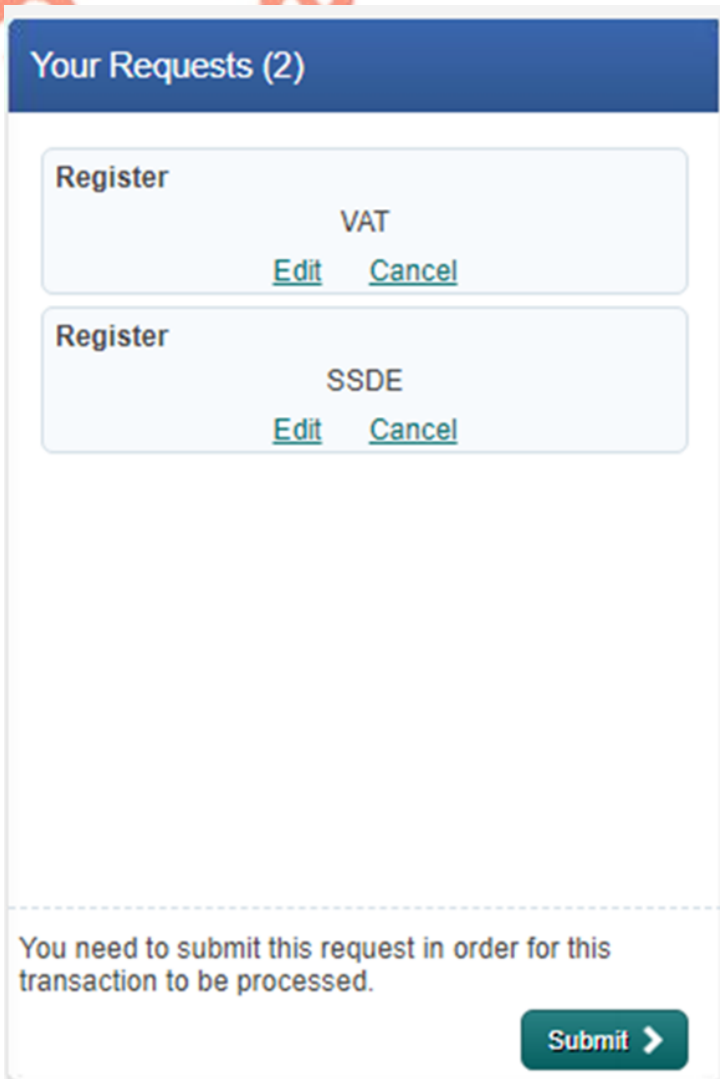 Your Requests (2)
Register
VAT
Edit Cancel
Register
SSDE
Edit Cancel
You need to submit this request in order for this
transaction to be processed.
Submit